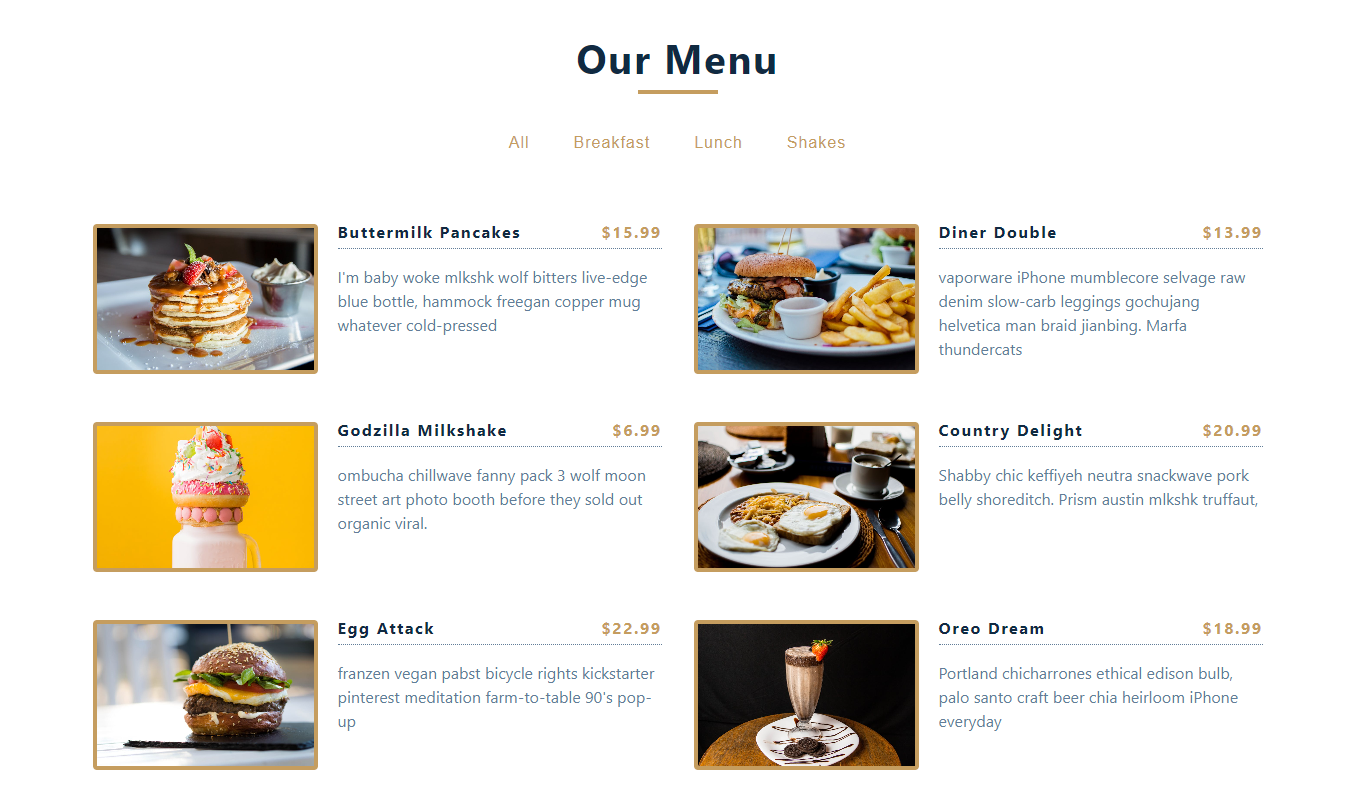 Our Menu
All Breakfast Lunch Shakes
Buttermilk Pancakes $15.99
I'm baby woke mlkshk wolf bitters live-edge
blue bottle, hammock freegan copper mug
whatever cold-pressed
Diner Double $13.99
vaporware iPhone mumblecore selvage raw
denim slow-carb leggings gochujang
helvetica man braid jianbing. Marfa
thundercats
Godzilla Milkshake $6.99
ombucha chillwave fanny pack 3 wolf moon
street art photo booth before they sold out
organic viral.
Country Delight $20.99
Shabby chic keffiyeh neutra snackwave pork
belly shoreditch. Prism austin mlkshk truffaut,
Egg Attack $22.99
franzen vegan pabst bicycle rights kickstarter
pinterest meditation farm-to-table 90's pop-
up
Oreo Dream $18.99
Portland chicharrones ethical edison bulb,
palo santo craft beer chia heirloom iPhone
everyday